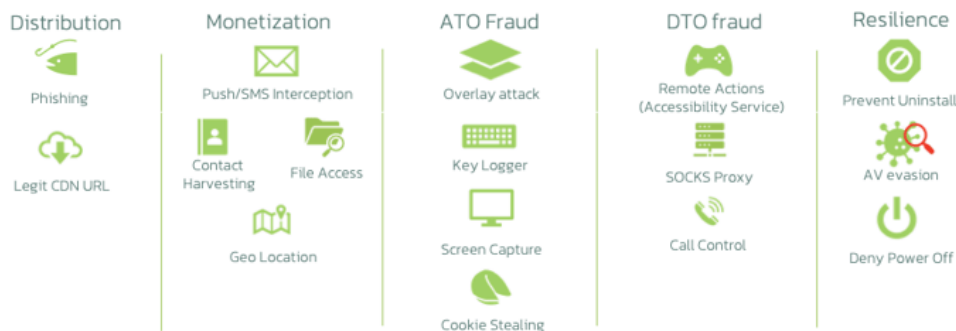 Distribution
Phishing
Legit CDN URL
Monetization
Push/SMS Interception
Contact
Harvesting
File Access
Geo Location
ATO Fraud
Overlay attack
Key Logger
Screen Capture
Cookie Stealing
DTO fraud
Remote Actions
(Accessibility Service)
SOCKS Proxy
Call Control
Resilience
Prevent Uninstall
AV evasion
Deny Power Off